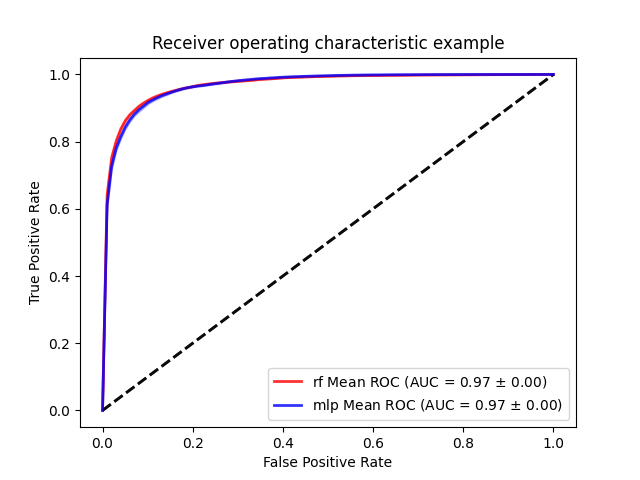 Receiver operating characteristic example
True Positive Rate
1.0
0.8
0.6
0.4
0.2
0.0
rf Mean ROC (AUC = 0.97 ± 0.00)
mlp Mean ROC (AUC = 0.97 ± 0.00)
0.0 0.2 0.4 0.6 0.8 1.0
False Positive Rate